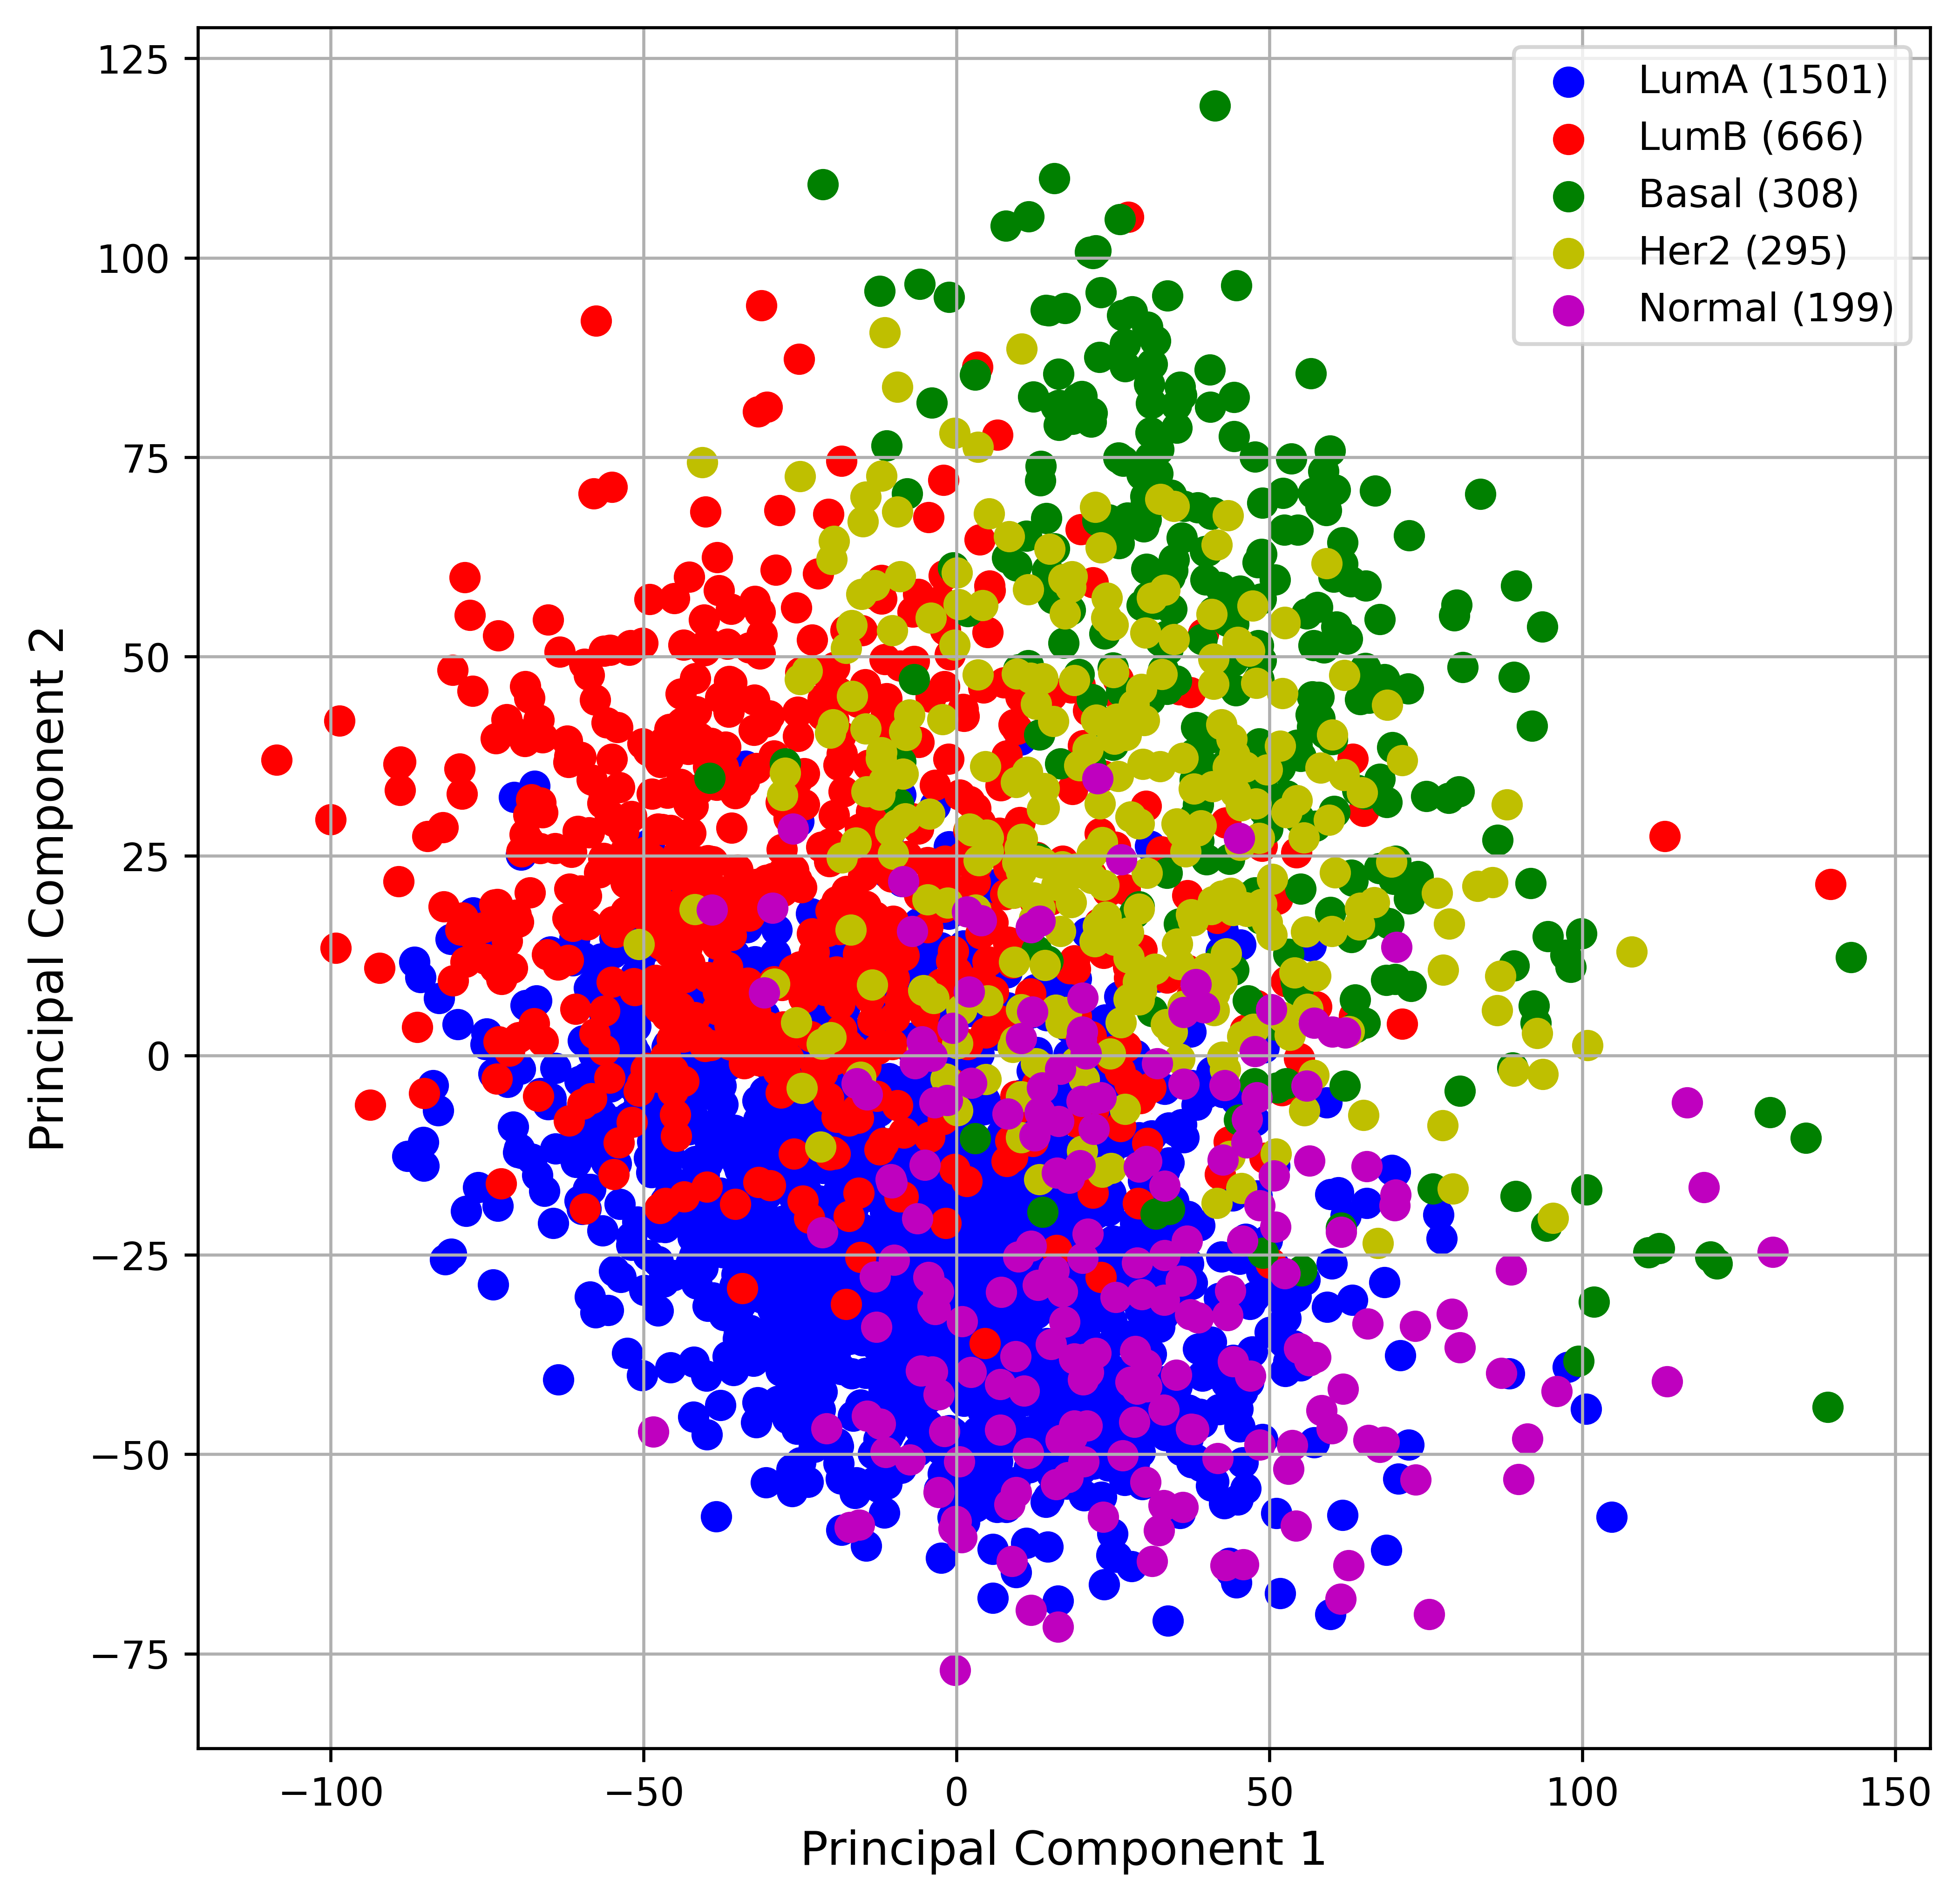 125
100
75
50
25
0
−25
−50
−75
Principal Component 2
LumA (1501)
LumB (666)
Basal (308)
Her2 (295)
Normal (199)
−100 −50 0 50 100 150
Principal Component 1